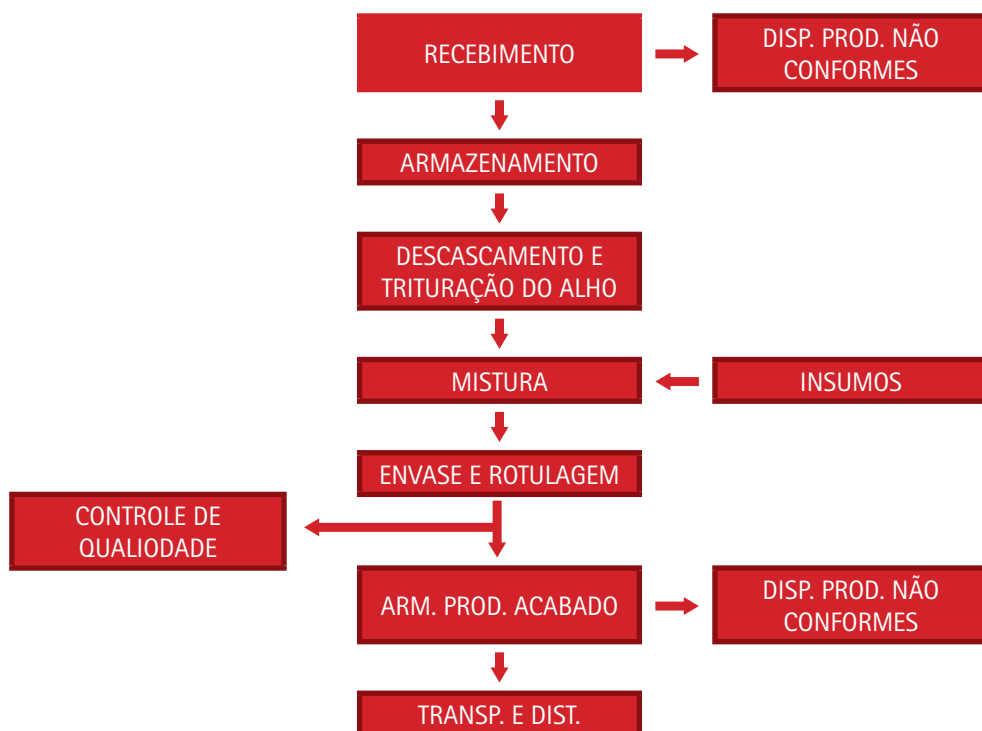 RECEBIMENTO
DISP. PROD. NÃO
CONFORMES
ARMAZENAMENTO
DESCASCAMENTO E
TRITURAÇÃO DO ALHO
MISTURA
INSUMOS
ENVASE E ROTULAGEM
CONTROLE DE
QUALIODADE
ARM. PROD. ACABADO
DISP. PROD. NÃO
CONFORMES
TRANSP. E DIST.